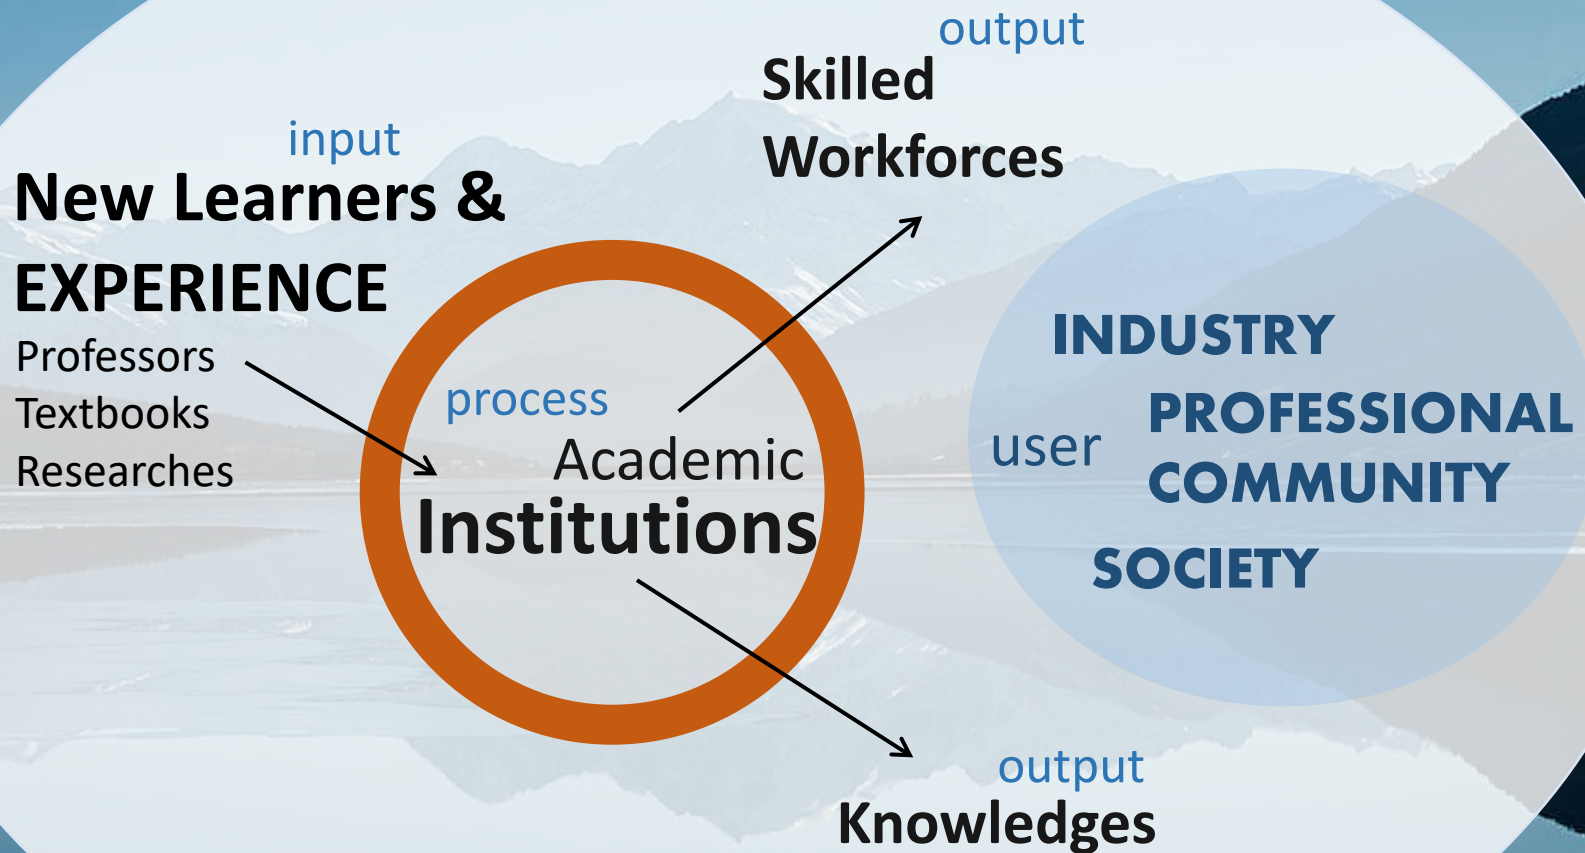 input
New Learners &
EXPERIENCE
Professors
Textbooks
Researches
process
Academic
Institutions
output
Skilled
Workforces
output
Knowledges
user
INDUSTRY
PROFESSIONAL
COMMUNITY
SOCIETY